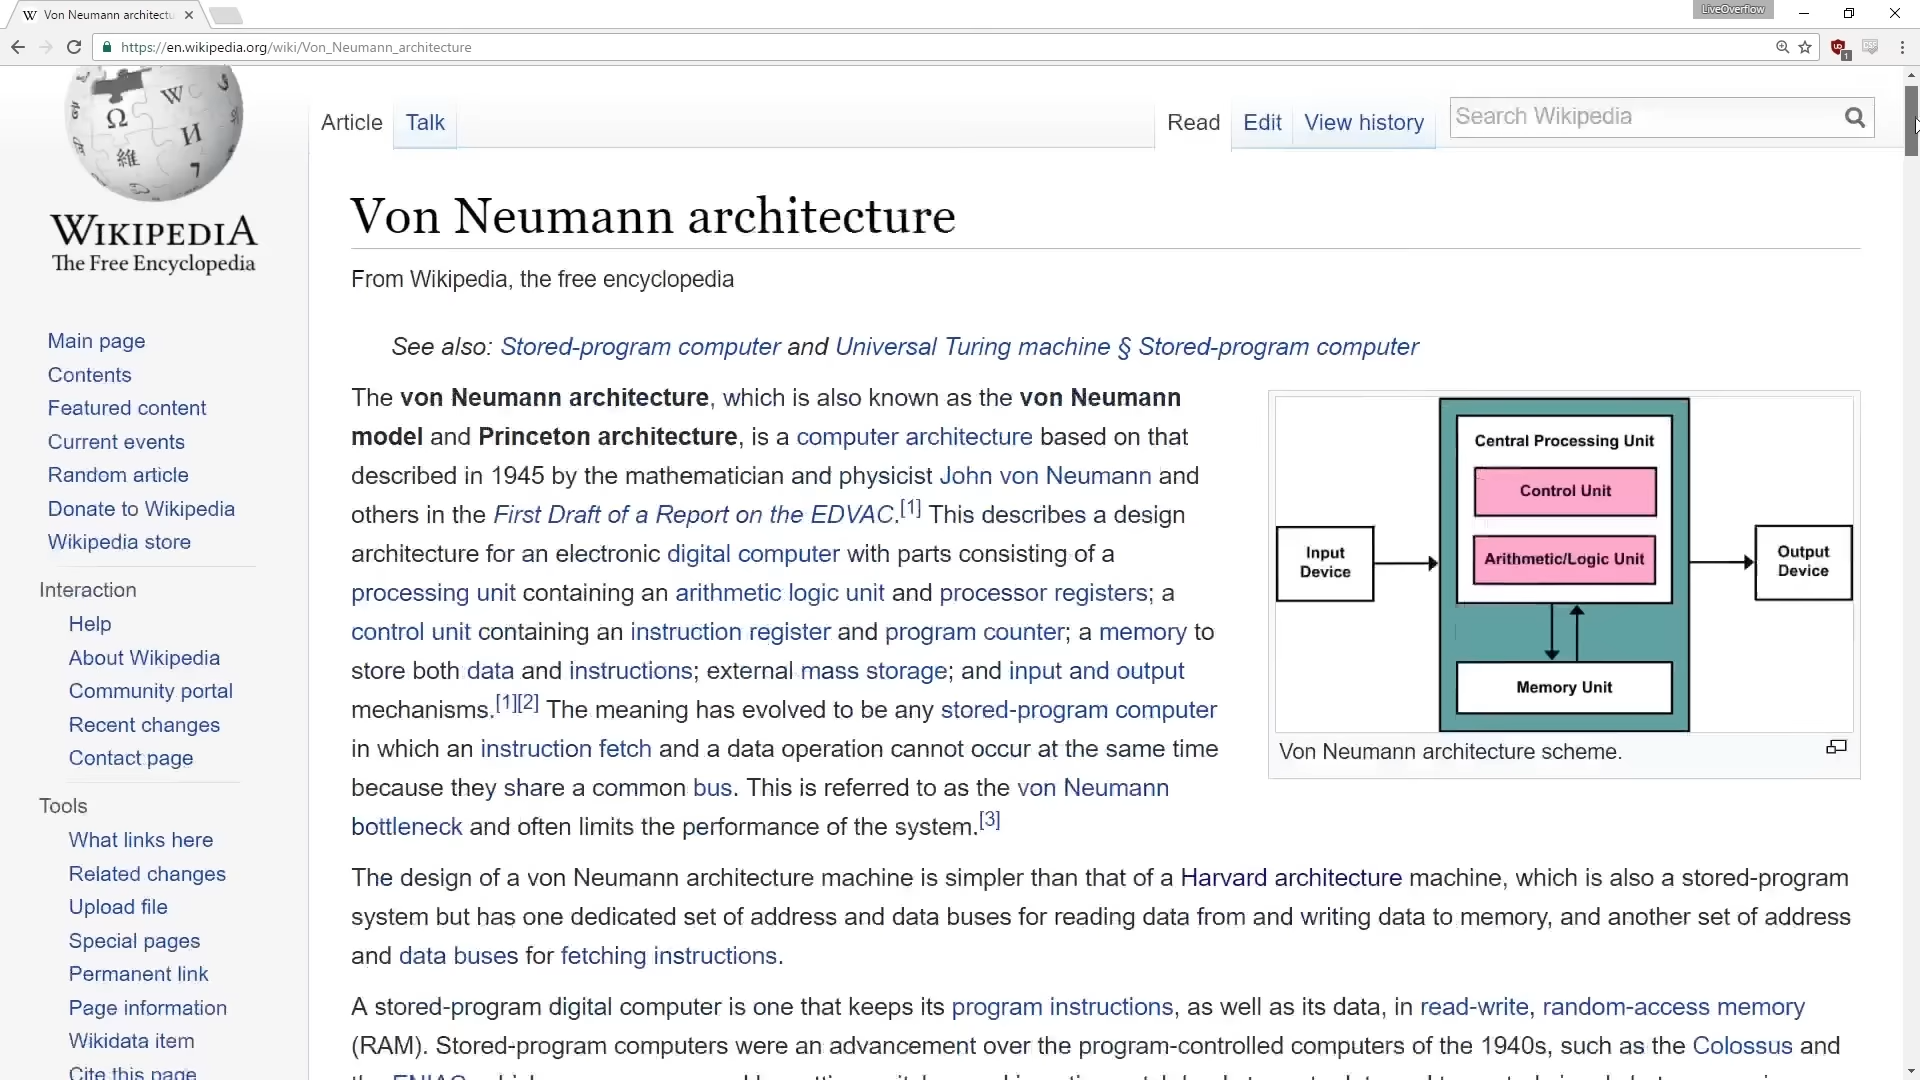 Von Neumann architectu
LiveOverflow
https://en.wikipedia.org/wiki/Von_Neumann_architecture
WIKIPEDIA
The Free Encyclopedia
Main page
Contents
Featured content
Current events
Random article
Donate to Wikipedia
Wikipedia store
Interaction
Help
About Wikipedia
Community portal
Recent changes
Contact page
Tools
What links here
Related changes
Upload file
Special pages
Permanent link
Page information
Wikidata item
Cite this page
Article Talk
Read Edit View history
Search Wikipedia
Von Neumann architecture
From Wikipedia, the free encyclopedia
See also: Stored-program computer and Universal Turing machine § Stored-program computer
The von Neumann architecture, which is also known as the von Neumann
model and Princeton architecture, is a computer architecture based on that
described in 1945 by the mathematician and physicist John von Neumann and
others in the First Draft of a Report on the EDVAC.[1] This describes a design
architecture for an electronic digital computer with parts consisting of a
processing unit containing an arithmetic logic unit and processor registers; a
control unit containing an instruction register and program counter; a memory to
store both data and instructions; external mass storage; and input and output
mechanisms.[1][2] The meaning has evolved to be any stored-program computer
in which an instruction fetch and a data operation cannot occur at the same time
because they share a common bus. This is referred to as the von Neumann
bottleneck and often limits the performance of the system.[3]
Central Processing Unit
Control Unit
Arithmetic/Logic Unit
Input
Device
Output
Device
Memory Unit
Von Neumann architecture scheme.
The design of a von Neumann architecture machine is simpler than that of a Harvard architecture machine, which is also a stored-program
system but has one dedicated set of address and data buses for reading data from and writing data to memory, and another set of address
and data buses for fetching instructions.
A stored-program digital computer is one that keeps its program instructions, as well as its data, in read-write, random-access memory
(RAM). Stored-program computers were an advancement over the program-controlled computers of the 1940s, such as the Colossus and